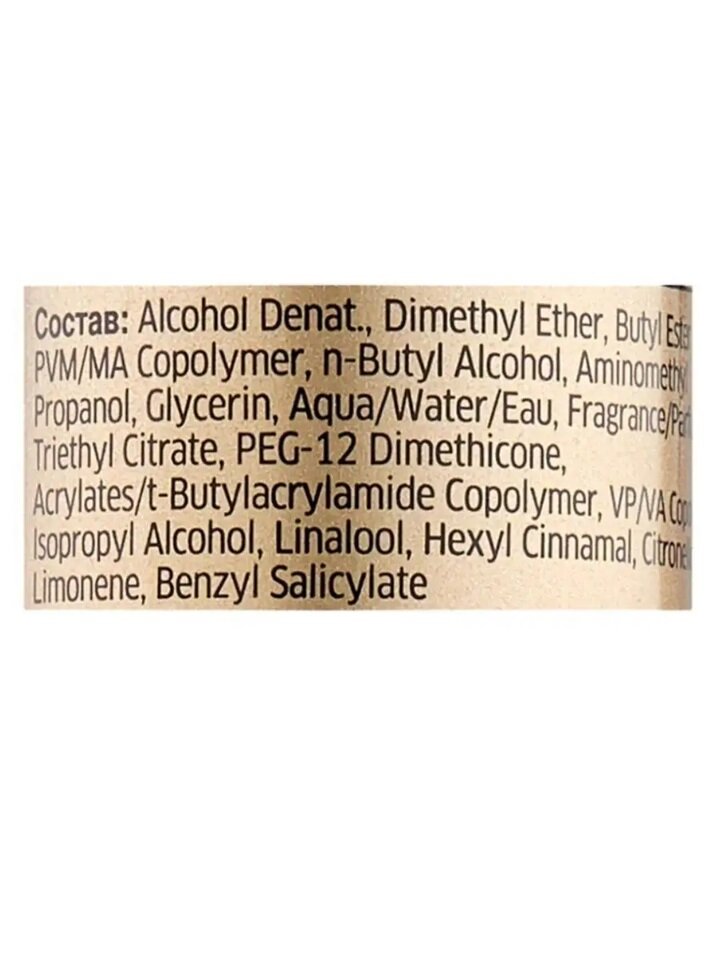 Состав: Alcohol Denat., Dimethyl Ether, Butyl Ester
PVM/MA Copolymer, n-Butyl Alcohol, Aminomethyl
Propanol, Glycerin, Aqua/Water/Eau, Fragrance/
Triethyl Citrate, PEG-12 Dimethicone,
Acrylates/t-Butylacrylamide Copolymer, VP/VA
Isopropyl Alcohol, Linalool, Hexyl Cinnamal,
Limonene, Benzyl Salicylate